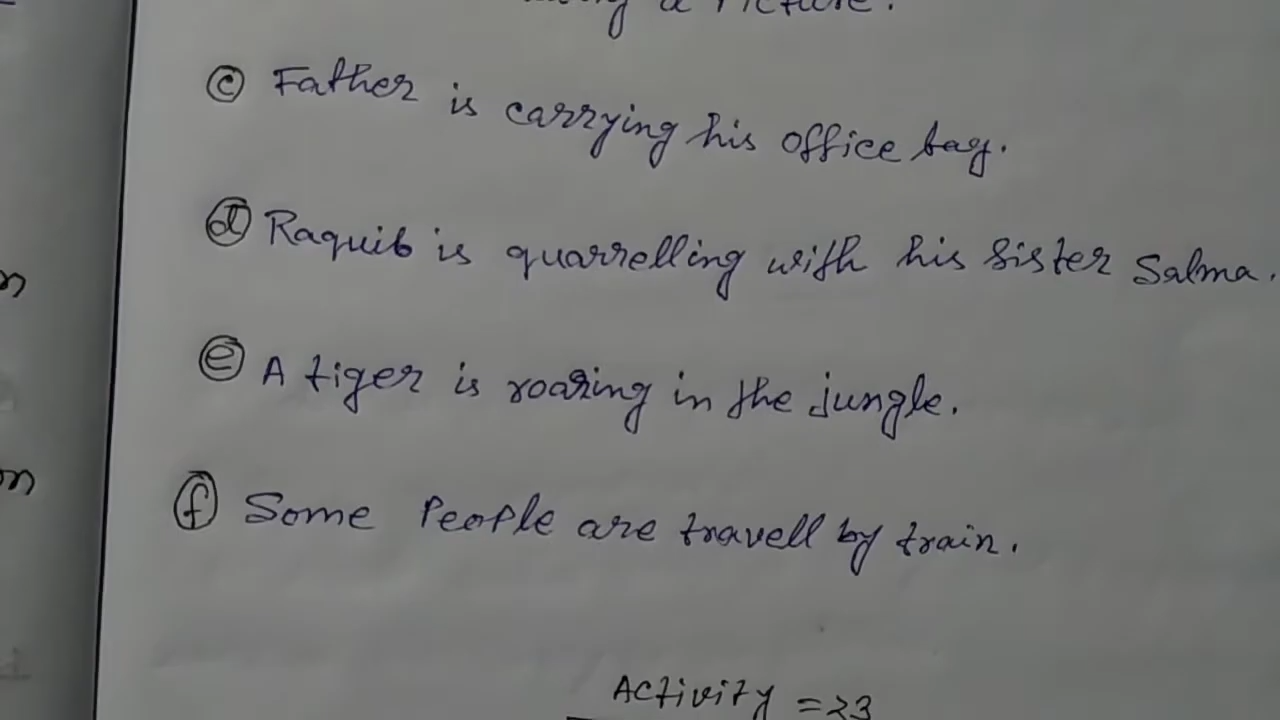 a Picture.
ⓒ Father is carrying his office bag.
ⓓ Raquib is quarrelling with his Sister Salma.
ⓔ A tiger is roaring in the jungle.
ⓕ Some People are travell by train.
Activity = 23